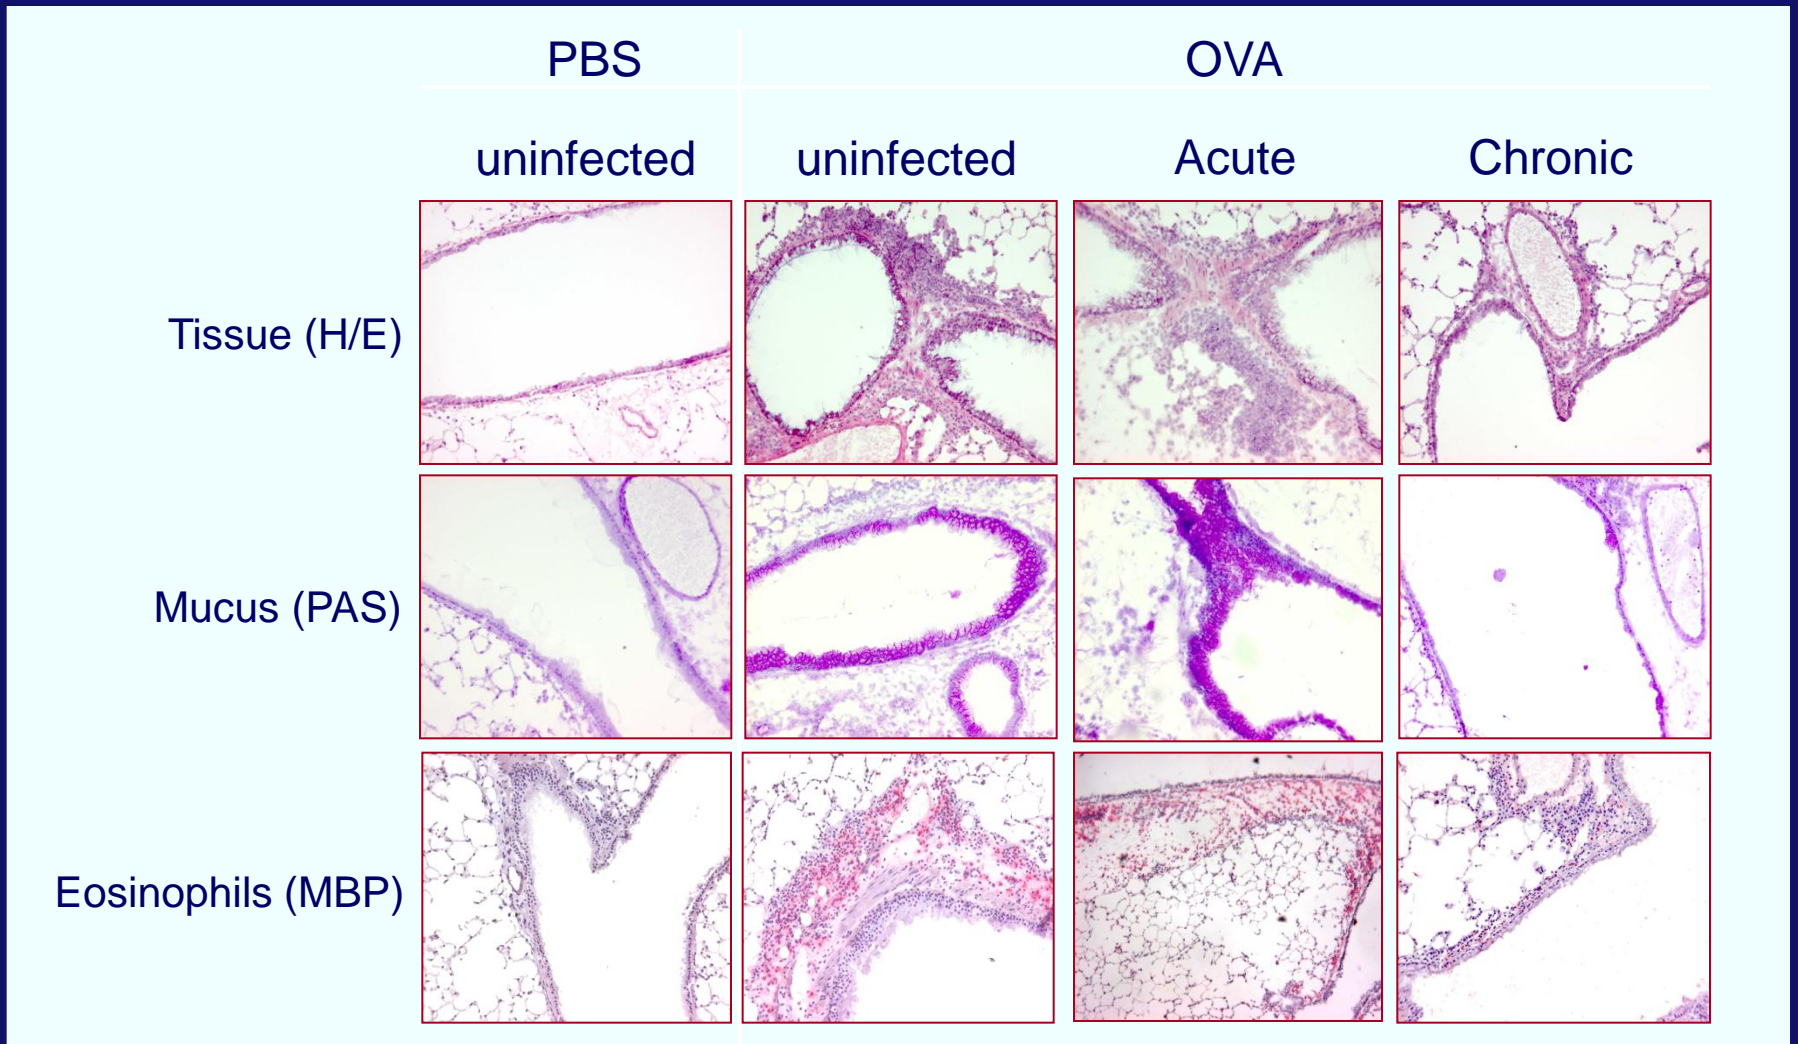 PBS OVA
uninfected uninfected Acute Chronic
Tissue (H/E)
Mucus (PAS)
Eosinophils (MBP)